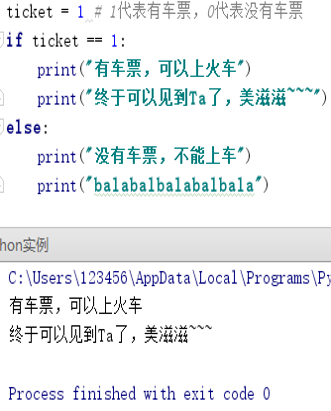 ticket = 1 # 1代表有车票，0代表没有车票
if ticket == 1:
print("有车票，可以上火车")
print("终于可以见到Ta了，美滋滋~~~")
else:
print("没有车票，不能上车")
print("balabalbalabalbala")
hon实例
C:\Users\123456\AppData\Local\Programs\Py
有车票，可以上火车
终于可以见到Ta了，美滋滋~~~
Process finished with exit code 0